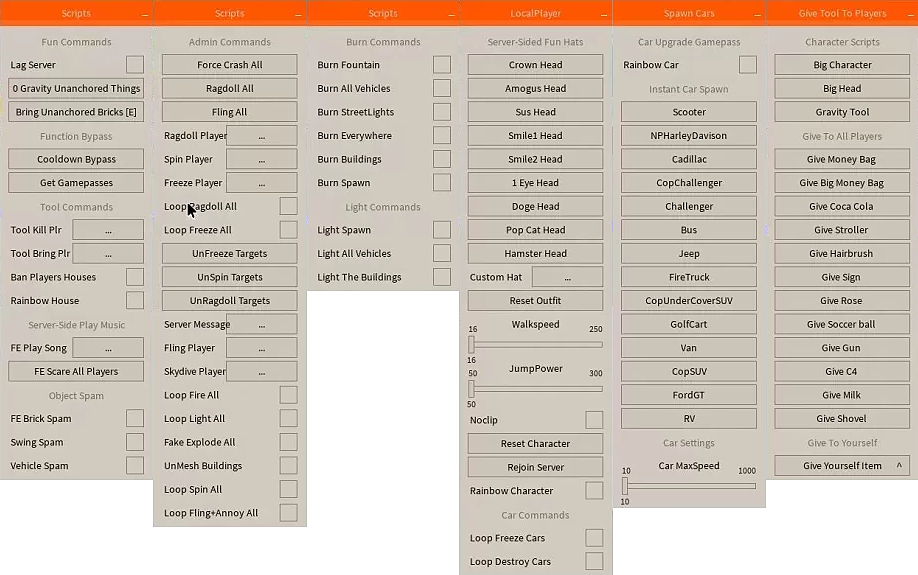 Scripts _
Fun Commands
Lag Server
0 Gravity Unanchored Things
Bring Unanchored Bricks [E]
Function Bypass
Cooldown Bypass
Get Gamepasses
Tool Commands
Tool Kill Plr ...
Tool Bring Plr ...
Ban Players Houses
Rainbow House
Server-Side Play Music
FE Play Song ...
FE Scare All Players
Object Spam
FE Brick Spam
Swing Spam
Vehicle Spam
Scripts _
Admin Commands
Force Crash All
Ragdoll All
Fling All
Ragdoll Player ...
Spin Player ...
Freeze Player ...
Loop Ragdoll All
Loop Freeze All
UnFreeze Targets
UnSpin Targets
UnRagdoll Targets
Server Message ...
Fling Player ...
Skydive Player ...
Loop Fire All
Loop Light All
Fake Explode All
UnMesh Buildings
Loop Spin All
Loop Fling+Annoy All
Scripts _
Burn Commands
Burn Fountain
Burn All Vehicles
Burn StreetLights
Burn Everywhere
Burn Buildings
Burn Spawn
Light Commands
Light Spawn
Light All Vehicles
Light The Buildings
LocalPlayer _
Server-Sided Fun Hats
Crown Head
Amogus Head
Sus Head
Smile1 Head
Smile2 Head
1 Eye Head
Doge Head
Pop Cat Head
Hamster Head
Custom Hat ...
Reset Outfit
16 Walkspeed 250
16
50 JumpPower 300
50
Noclip
Reset Character
Rejoin Server
Rainbow Character
Car Commands
Loop Freeze Cars
Loop Destroy Cars
Spawn Cars _
Car Upgrade Gamepass
Rainbow Car
Instant Car Spawn
Scooter
NPHarleyDavison
Cadillac
CopChallenger
Challenger
Bus
Jeep
FireTruck
CopUnderCoverSUV
GolfCart
Van
CopSUV
FordGT
RV
Car Settings
10 Car MaxSpeed 1000
10
Give Tool To Players _
Character Scripts
Big Character
Big Head
Gravity Tool
Give To All Players
Give Money Bag
Give Big Money Bag
Give Coca Cola
Give Stroller
Give Hairbrush
Give Sign
Give Rose
Give Soccer ball
Give Gun
Give C4
Give Milk
Give Shovel
Give To Yourself
Give Yourself Item ^